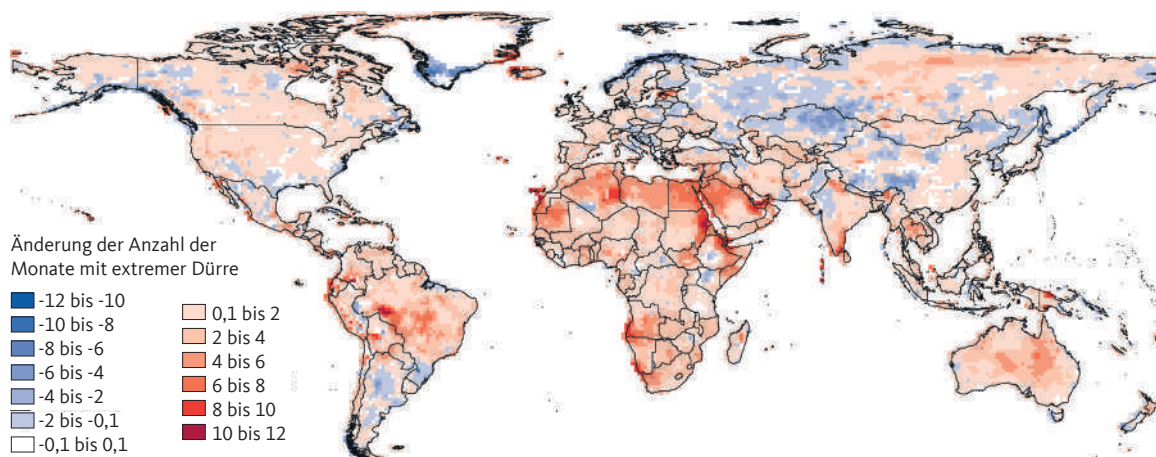 Änderung der Anzahl der
Monate mit extremer Dürre
-12 bis -10
-10 bis -8
-8 bis -6
-6 bis -4
-4 bis -2
-2 bis -0,1
-0,1 bis 0,1
0,1 bis 2
2 bis 4
4 bis 6
6 bis 8
8 bis 10
10 bis 12